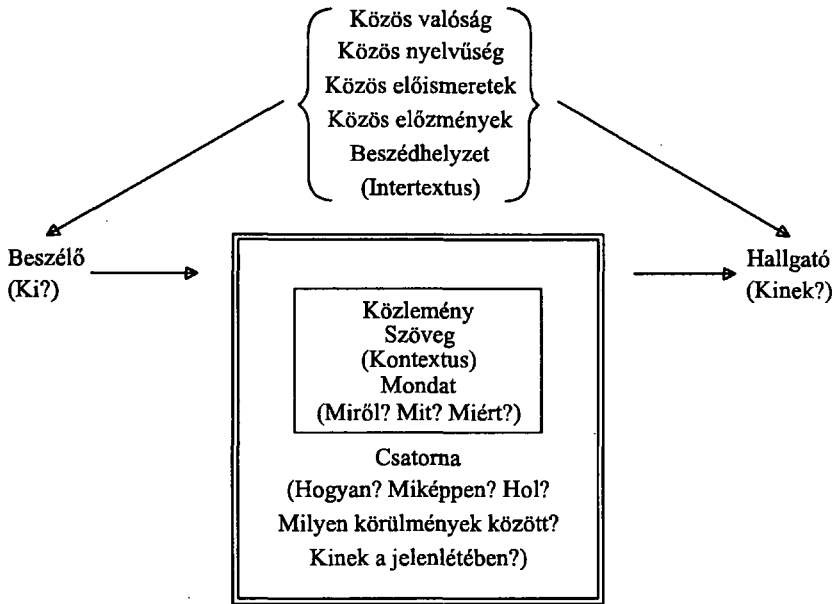 Közös valóság
Közös nyelvűség
Közös előismeretek
Közös előzmények
Beszédhelyzet
(Intertextus)
Beszélő
(Ki?)
Hallgató
(Kinek?)
Közlemény
Szöveg
(Kontextus)
Mondat
(Miről? Mit? Miért?)
Csatorna
(Hogyan? Miképpen? Hol?
Milyen körülmények között?
Kinek a jelenlétében?)